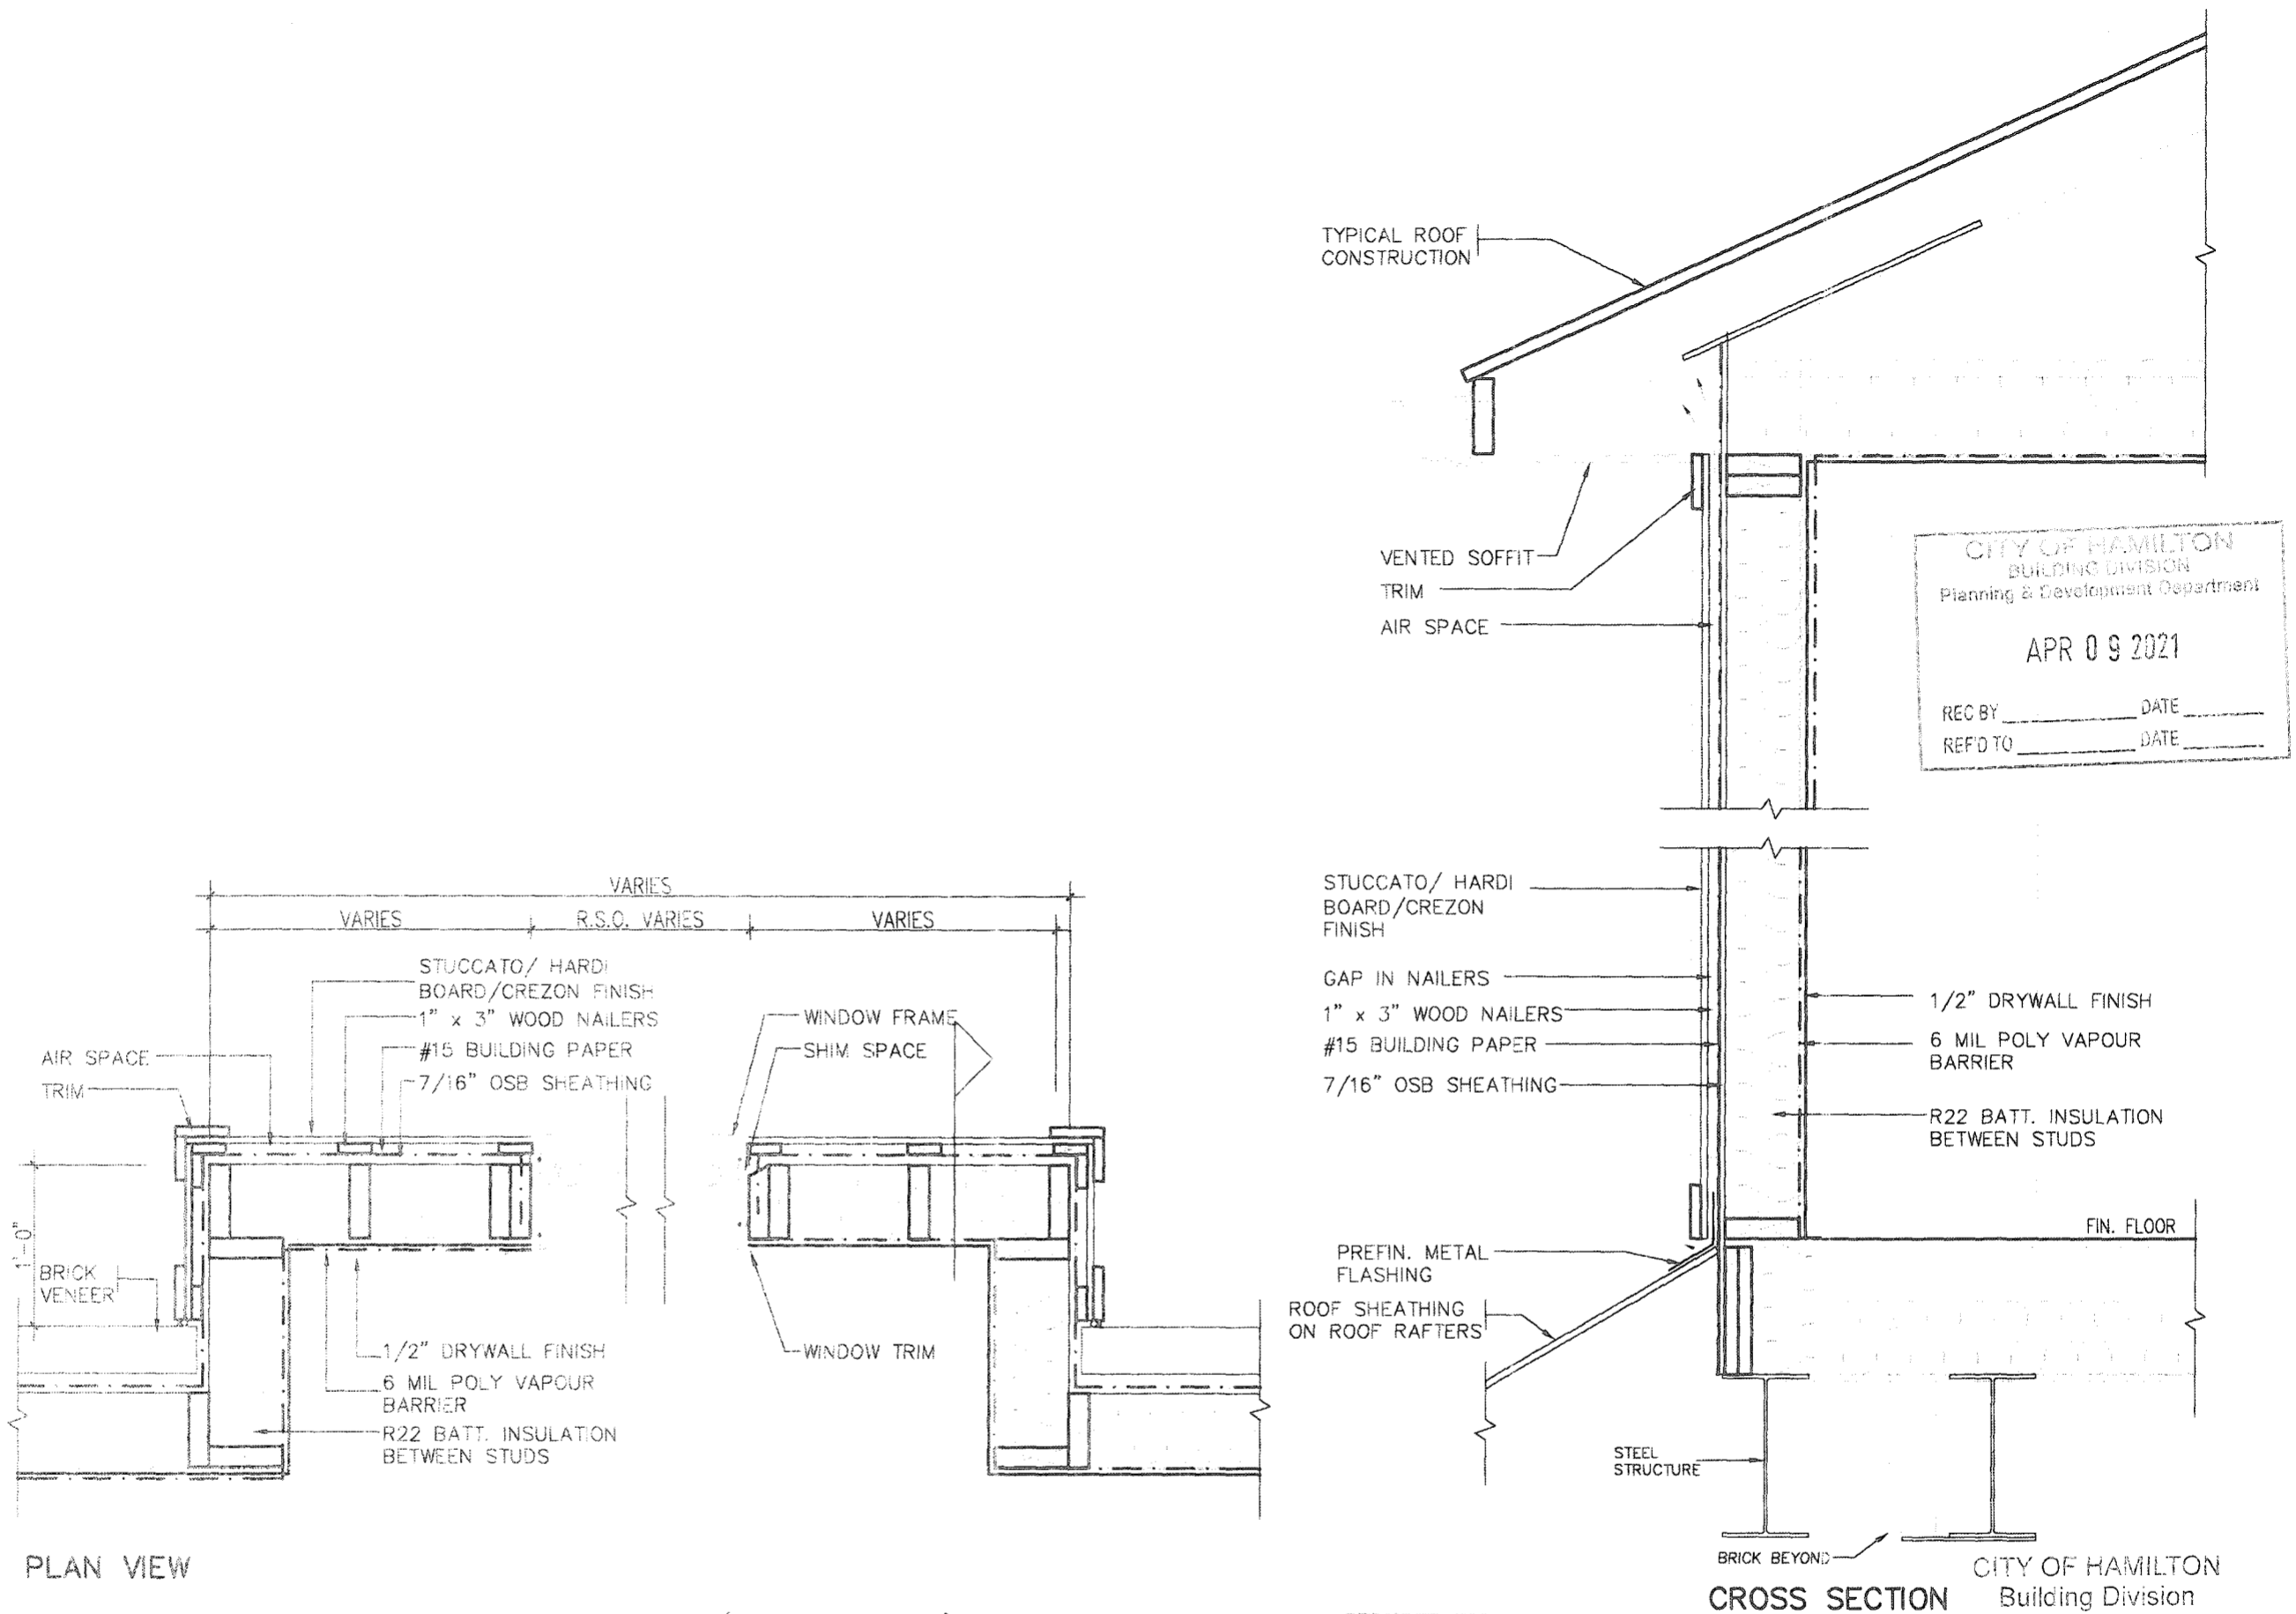 TYPICAL ROOF
CONSTRUCTION
VENTED SOFFIT
TRIM
AIR SPACE
CITY OF HAMILTON
BUILDING DIVISION
Planning & Development Department
APR 09 2021
REC BY DATE
REF'D TO DATE
STUCCATO/ HARDI
BOARD/CREZON
FINISH
GAP IN NAILERS
1" x 3" WOOD NAILERS
#15 BUILDING PAPER
7/16" OSB SHEATHING
1/2" DRYWALL FINISH
6 MIL POLY VAPOUR
BARRIER
R22 BATT. INSULATION
BETWEEN STUDS
FIN. FLOOR
PREFIN. METAL
FLASHING
ROOF SHEATHING
ON ROOF RAFTERS
STEEL
STRUCTURE
BRICK BEYOND
CROSS SECTION
CITY OF HAMILTON
Building Division
VARIES
VARIES
R.S.O. VARIES
VARIES
STUCCATO/ HARDI
BOARD/CREZON FINISH
1" x 3" WOOD NAILERS
#15 BUILDING PAPER
7/16" OSB SHEATHING
AIR SPACE
TRIM
WINDOW FRAME
SHIM SPACE
1'-0"
BRICK
VENEER
1/2" DRYWALL FINISH
6 MIL POLY VAPOUR
BARRIER
R22 BATT. INSULATION
BETWEEN STUDS
WINDOW TRIM
PLAN VIEW